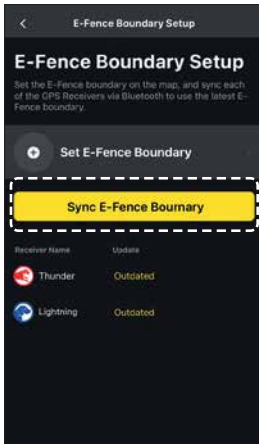 E-Fence Boundary Setup
E-Fence Boundary Setup
Set the E-Fence boundary on the map, and sync each
of the GPS Receivers via Bluetooth to use the latest E-
Fence boundary.
Set E-Fence Boundary
Sync E-Fence Bournary
Receiver Name Update
Thunder Outdated
Lightning Outdated